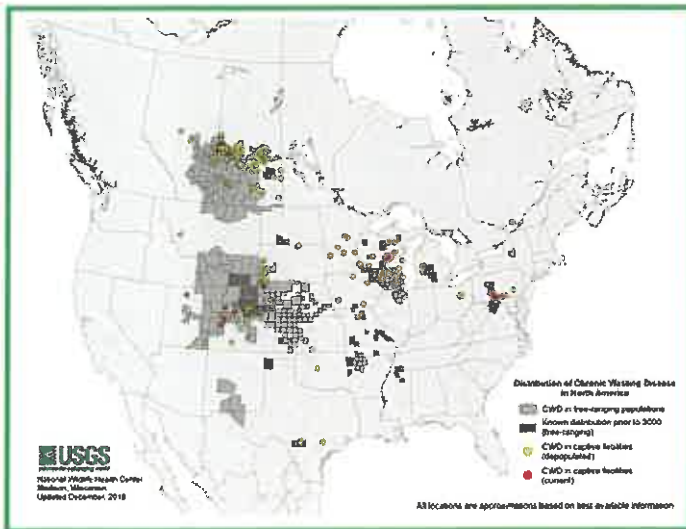 Distribution of Chronic Wasting Disease
in North America
CWD in free-ranging populations
Known distribution prior to 2000
(free-ranging)
CWD in captive facilities
(depopulated)
CWD in captive facilities
(current)
USGS
National Wildlife Health Center
Madison, Wisconsin
Updated December, 2018
All locations are approximations based on best available information